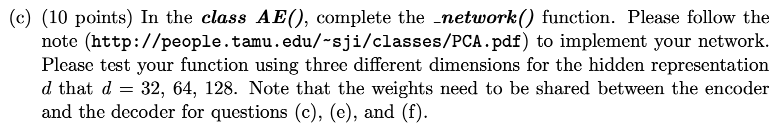 (c) (10 points) In the class AE(), complete the _network() function. Please follow the
note (http://people.tamu.edu/~sji/classes/PCA.pdf) to implement your network.
Please test your function using three different dimensions for the hidden representation
d that d = 32, 64, 128. Note that the weights need to be shared between the encoder
and the decoder for questions (c), (e), and (f).